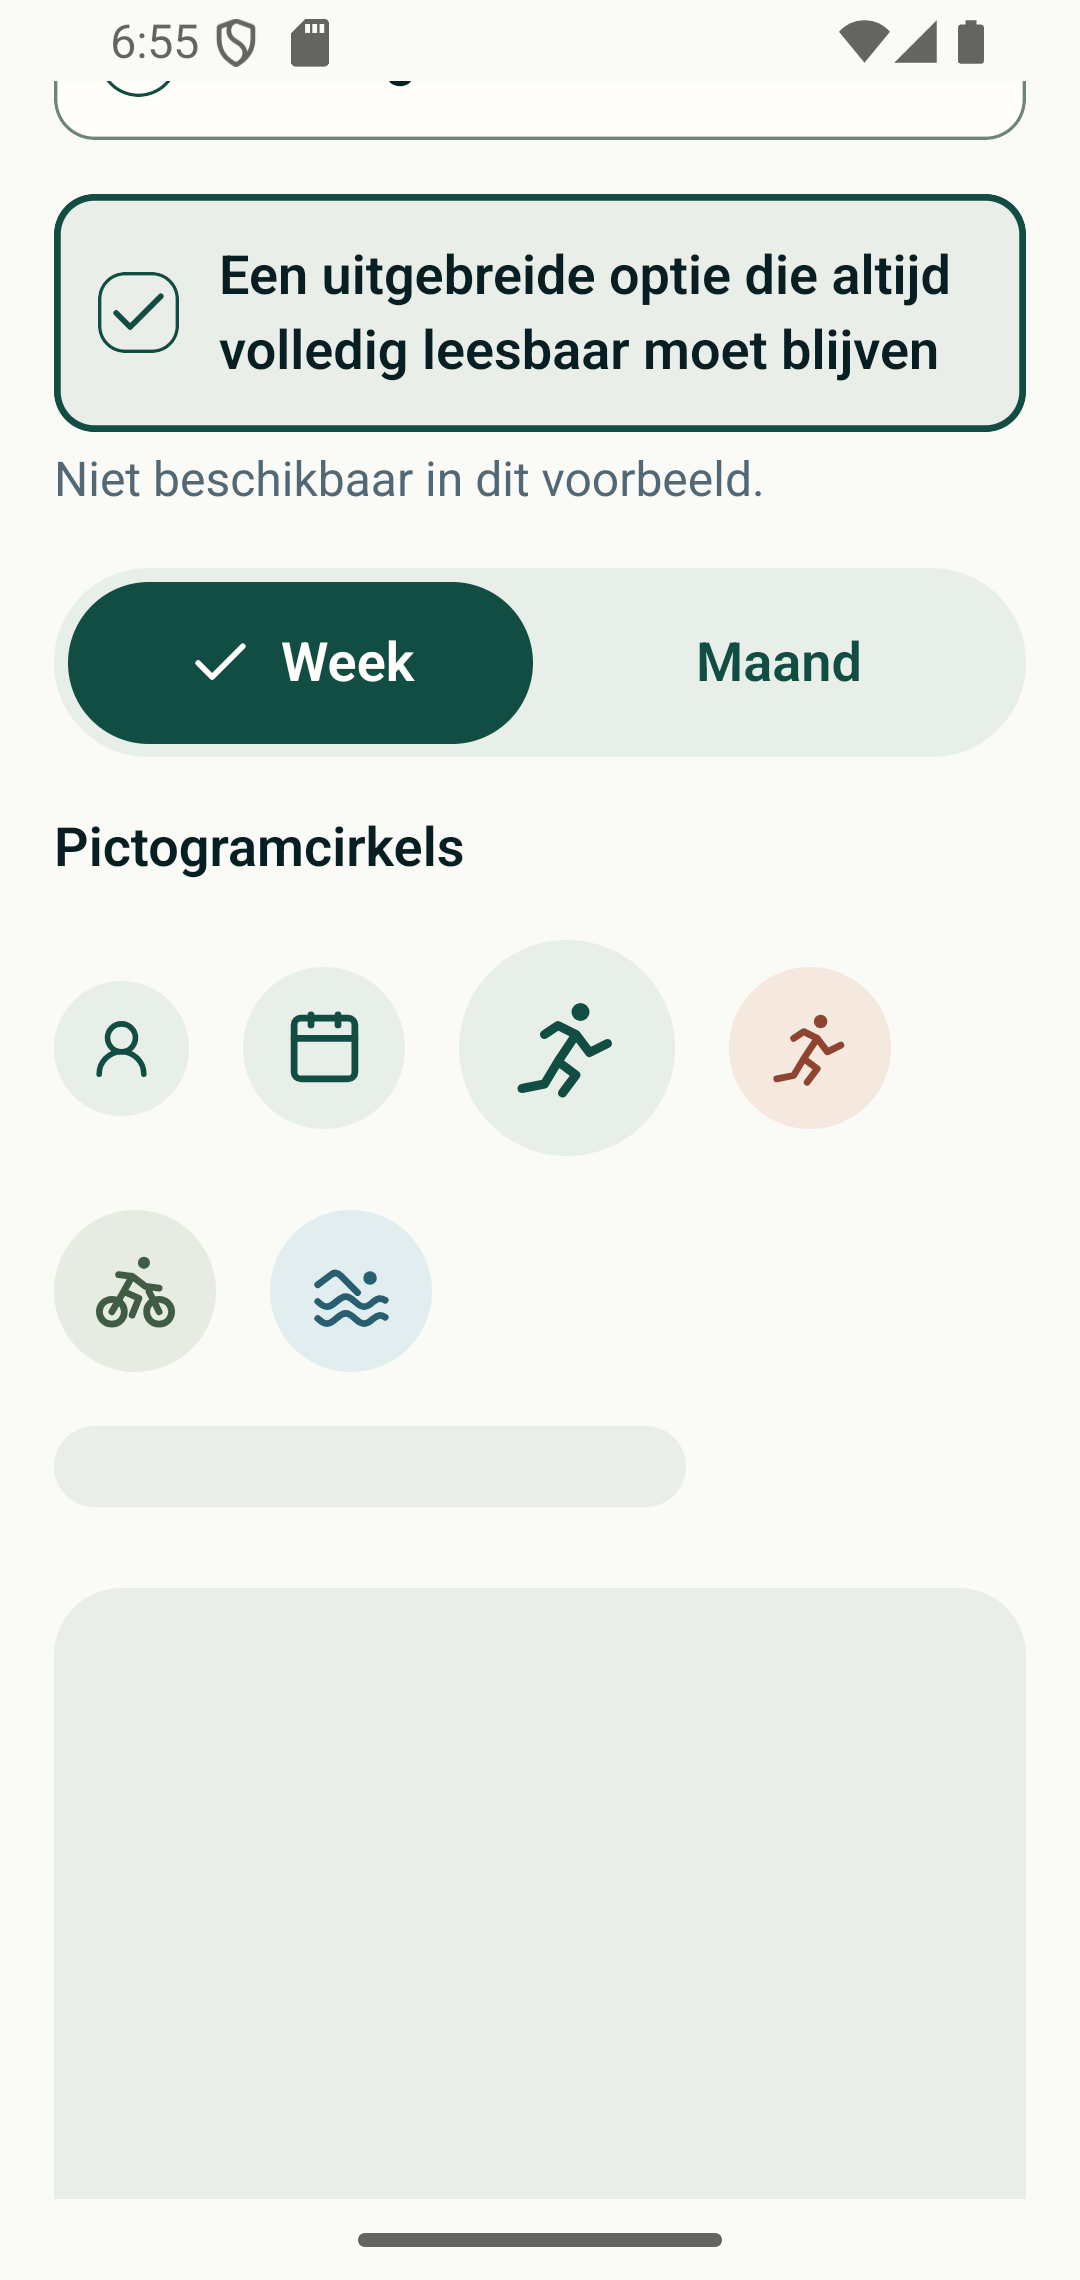 6:55
Een uitgebreide optie die altijd
volledig leesbaar moet blijven
Niet beschikbaar in dit voorbeeld.
Week
Maand
Pictogramcirkels